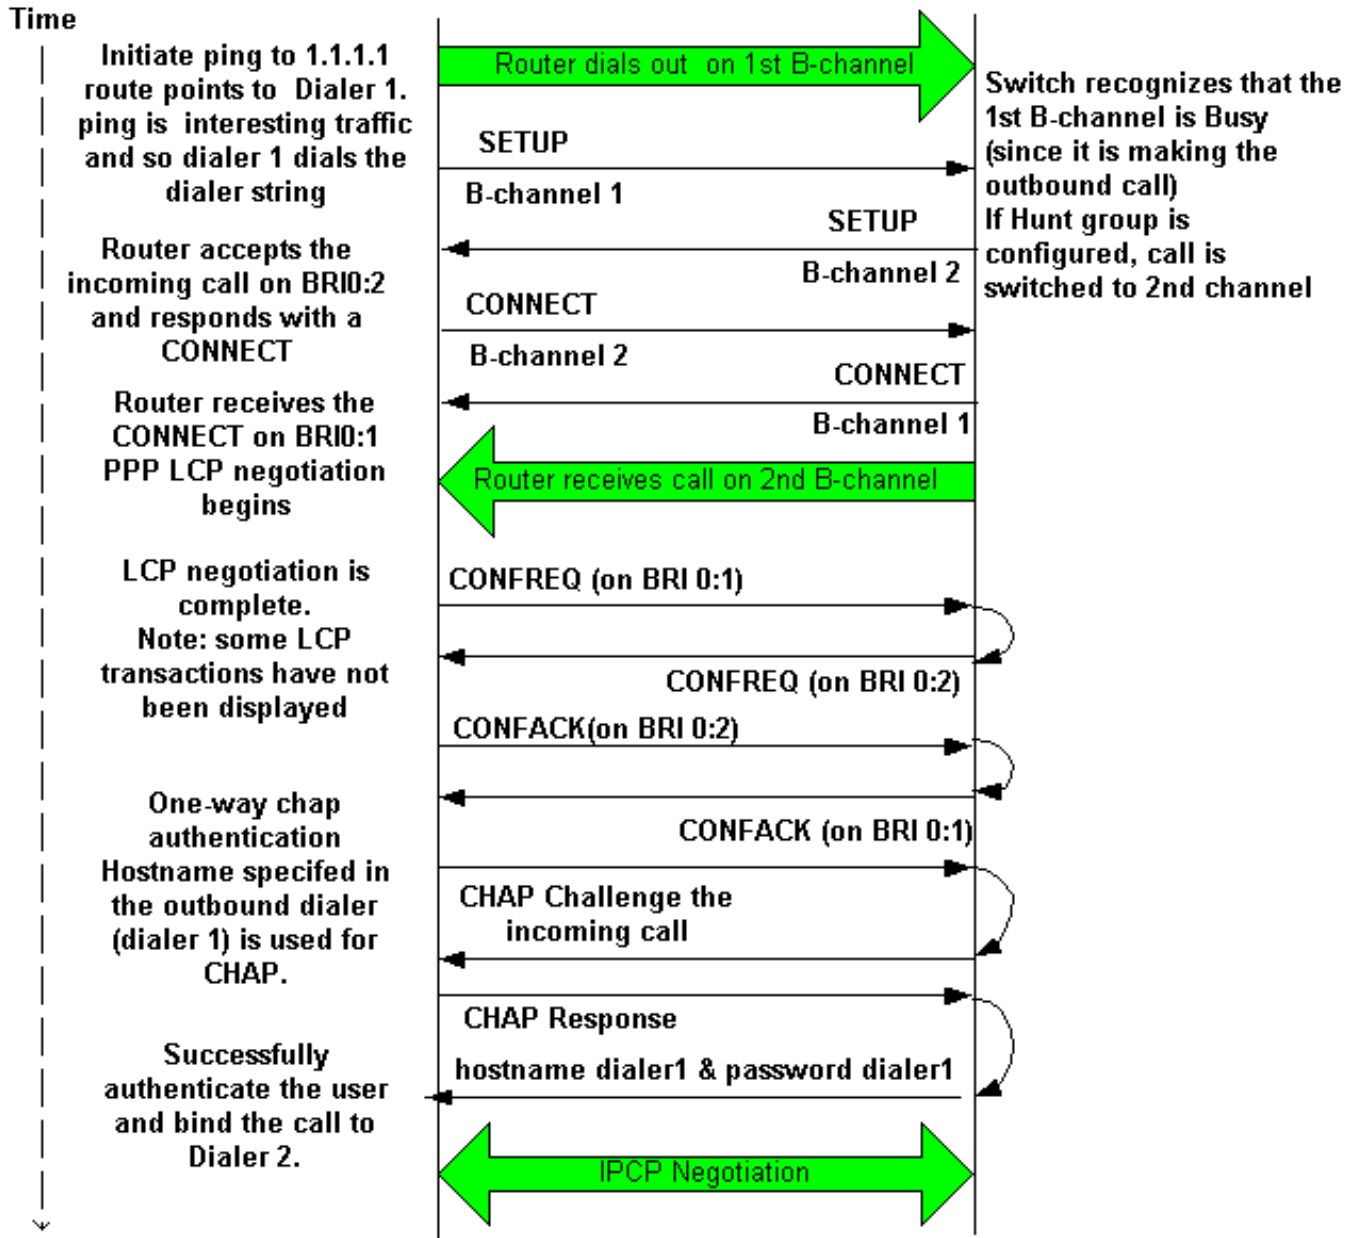 Time
Initiate ping to 1.1.1.1
route points to Dialer 1.
ping is interesting traffic
and so dialer 1 dials the
dialer string
Router dials out on 1st B-channel
Switch recognizes that the
1st B-channel is Busy
(since it is making the
outbound call)
If Hunt group is
configured, call is
switched to 2nd channel
SETUP
B-channel 1
SETUP
B-channel 2
Router accepts the
incoming call on BRI0:2
and responds with a
CONNECT
CONNECT
B-channel 2
CONNECT
B-channel 1
Router receives the
CONNECT on BRI0:1
PPP LCP negotiation
begins
Router receives call on 2nd B-channel
LCP negotiation is
complete.
Note: some LCP
transactions have not
been displayed
CONFREQ (on BRI 0:1)
CONFREQ (on BRI 0:2)
CONFACK(on BRI 0:2)
CONFACK (on BRI 0:1)
One-way chap
authentication
Hostname specifed in
the outbound dialer
(dialer 1) is used for
CHAP.
CHAP Challenge the
incoming call
CHAP Response
hostname dialer1 & password dialer1
Successfully
authenticate the user
and bind the call to
Dialer 2.
IPCP Negotiation